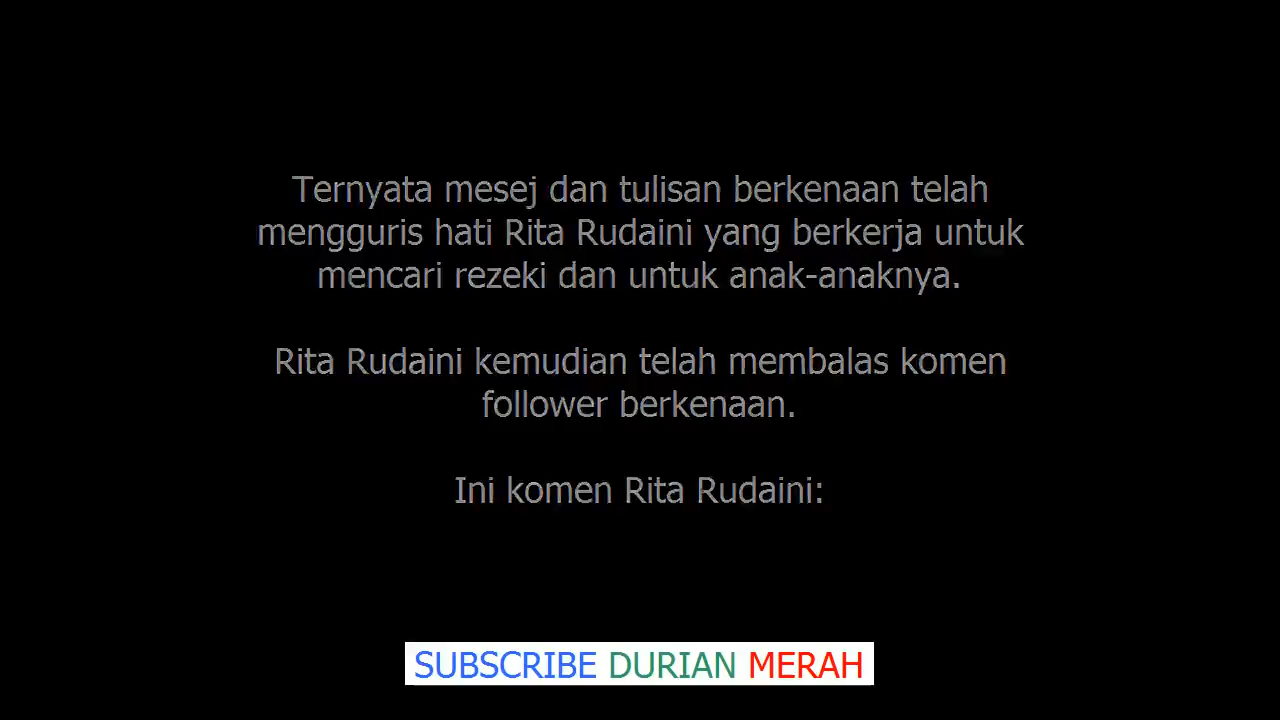 Ternyata mesej dan tulisan berkenaan telah
mengguris hati Rita Rudaini yang berkerja untuk
mencari rezeki dan untuk anak-anaknya.
Rita Rudaini kemudian telah membalas komen
follower berkenaan.
Ini komen Rita Rudaini:
SUBSCRIBE DURIAN MERAH